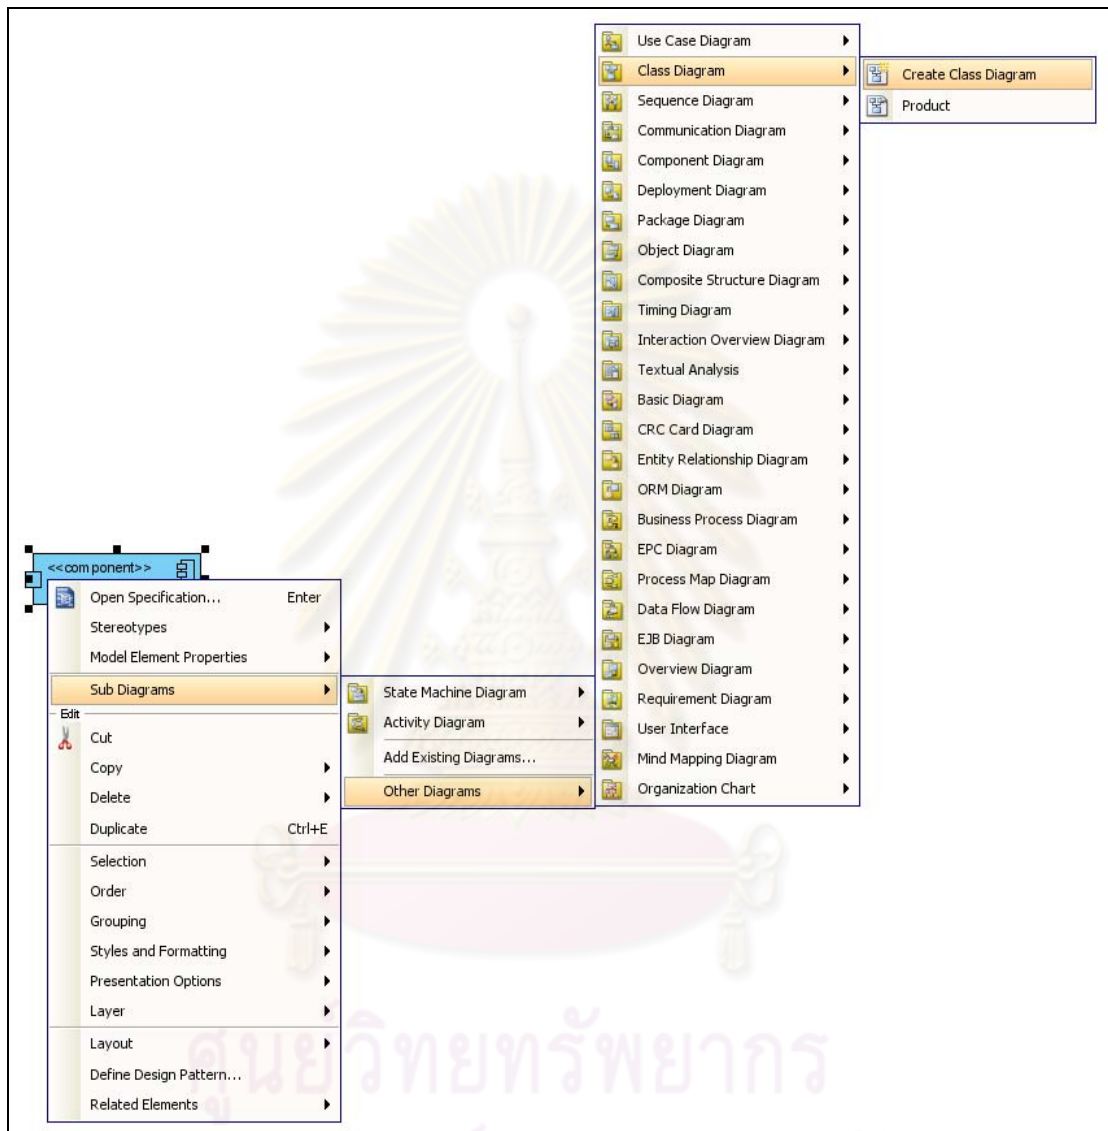 Use Case Diagram
Class Diagram
Create Class Diagram
Sequence Diagram
Product
Communication Diagram
Component Diagram
Deployment Diagram
Package Diagram
Object Diagram
Composite Structure Diagram
Timing Diagram
Interaction Overview Diagram
Textual Analysis
Basic Diagram
CRC Card Diagram
Entity Relationship Diagram
ORM Diagram
Business Process Diagram
EPC Diagram
Process Map Diagram
Data Flow Diagram
EJB Diagram
Overview Diagram
Requirement Diagram
User Interface
Mind Mapping Diagram
Organization Chart
<<component>>
Open Specification... Enter
Stereotypes
Model Element Properties
Sub Diagrams
State Machine Diagram
Activity Diagram
Add Existing Diagrams...
Other Diagrams
Edit
Cut
Copy
Delete
Duplicate Ctrl+E
Selection
Order
Grouping
Styles and Formatting
Presentation Options
Layer
Layout
Define Design Pattern...
Related Elements
ศูนย์วิทยทรัพยากร